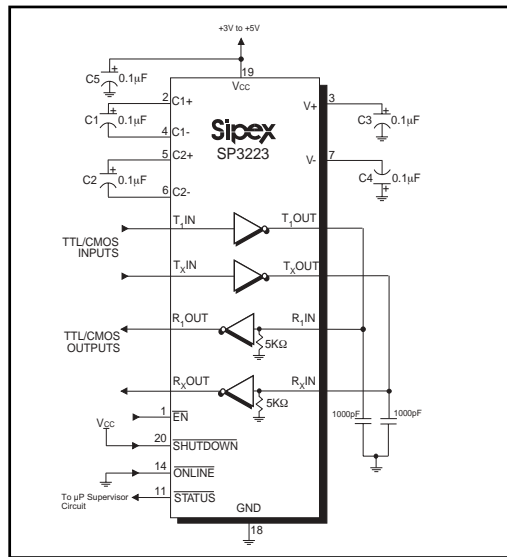 +3V to +5V
C5
+
0.1µF
19
VCC
2
C1+
C1
+
0.1µF
4
C1-
5
C2+
C2
+
0.1µF
6
C2-
Sipex
SP3223
V+
3
C3
+
0.1µF
V-
7
C4
0.1µF
+
T1IN
T1OUT
TTL/CMOS
INPUTS
TXIN
TXOUT
R1OUT
R1IN
TTL/CMOS
OUTPUTS
5KΩ
RXOUT
RXIN
5KΩ
1000pF
1000pF
1
EN
VCC
20
SHUTDOWN
14
ONLINE
To µP Supervisor
Circuit
11
STATUS
GND
18